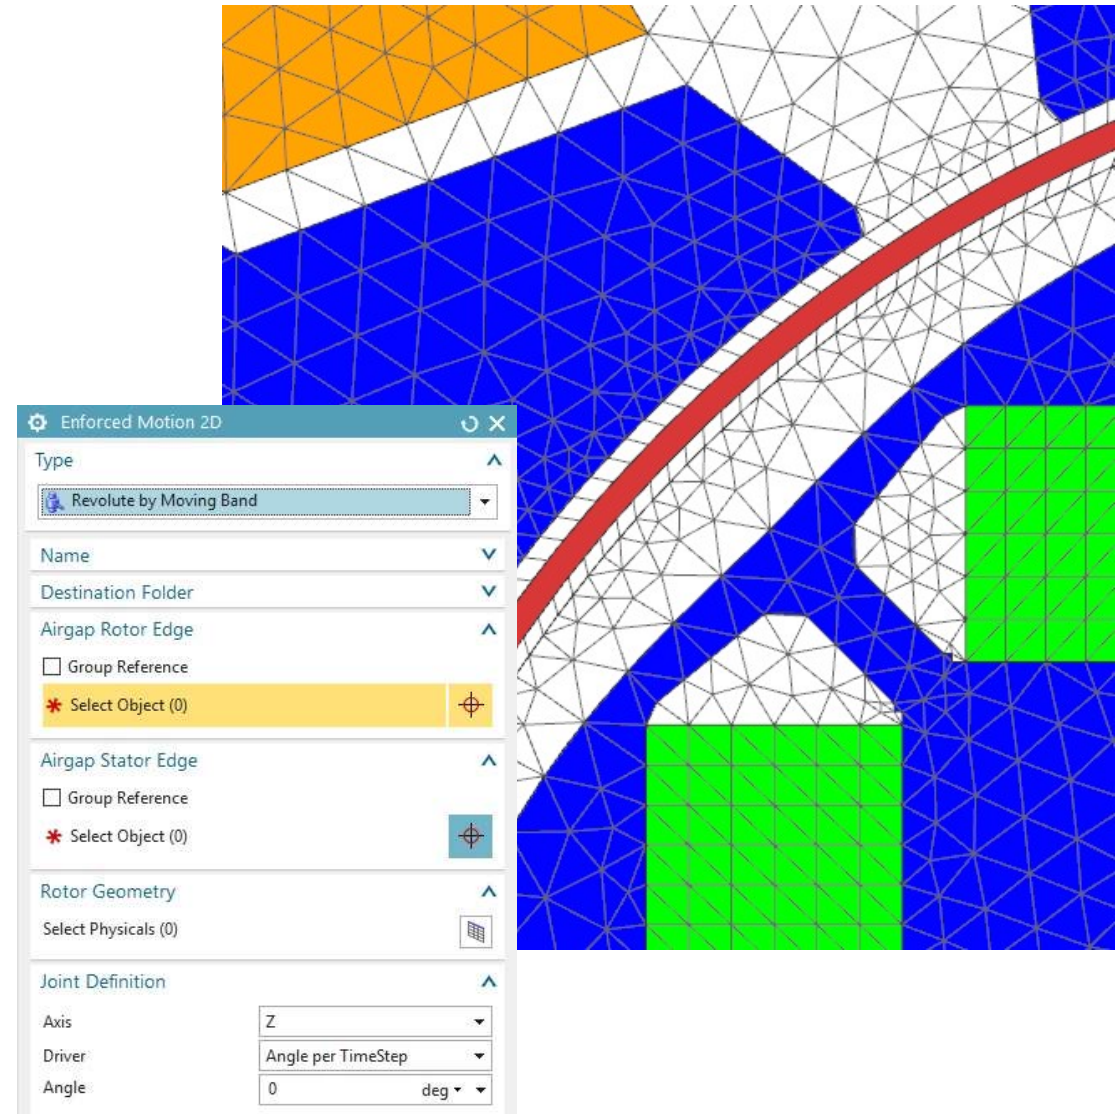 Enforced Motion 2D
Type
Revolute by Moving Band
Name
Destination Folder
Airgap Rotor Edge
Group Reference
* Select Object (0)
Airgap Stator Edge
Group Reference
* Select Object (0)
Rotor Geometry
Select Physicals (0)
Joint Definition
Axis Z
Driver Angle per TimeStep
Angle 0 deg